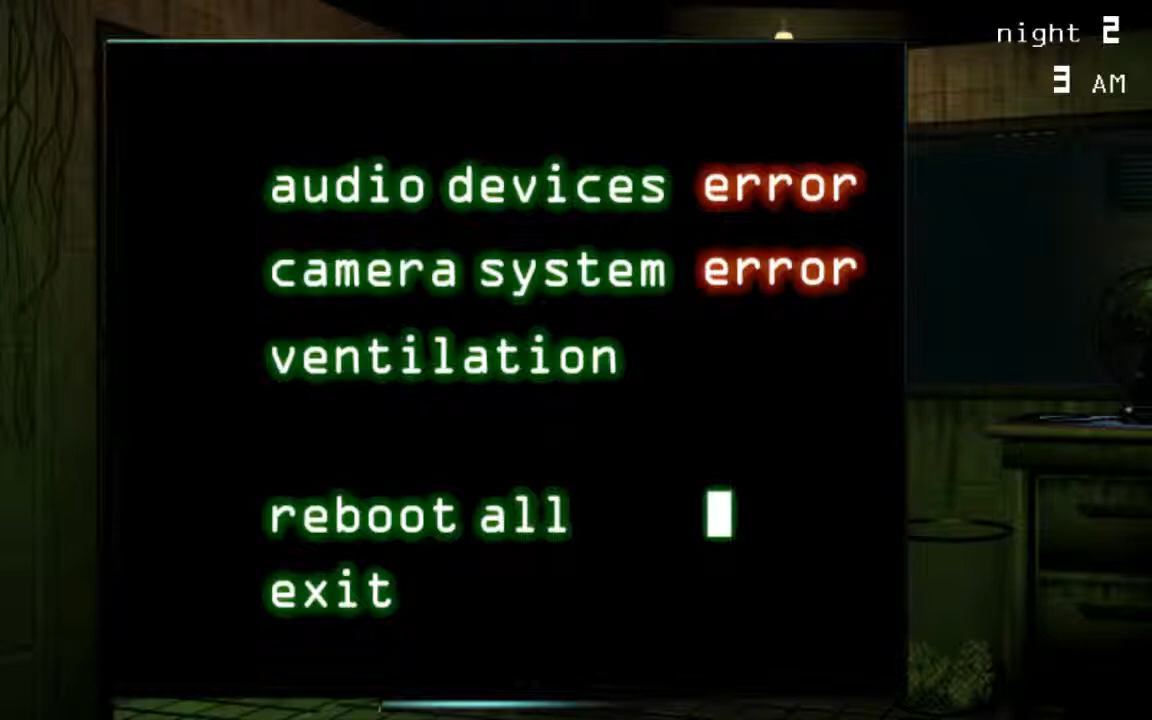 night 2
3 AM
audio devices error
camera system error
ventilation
reboot all
exit